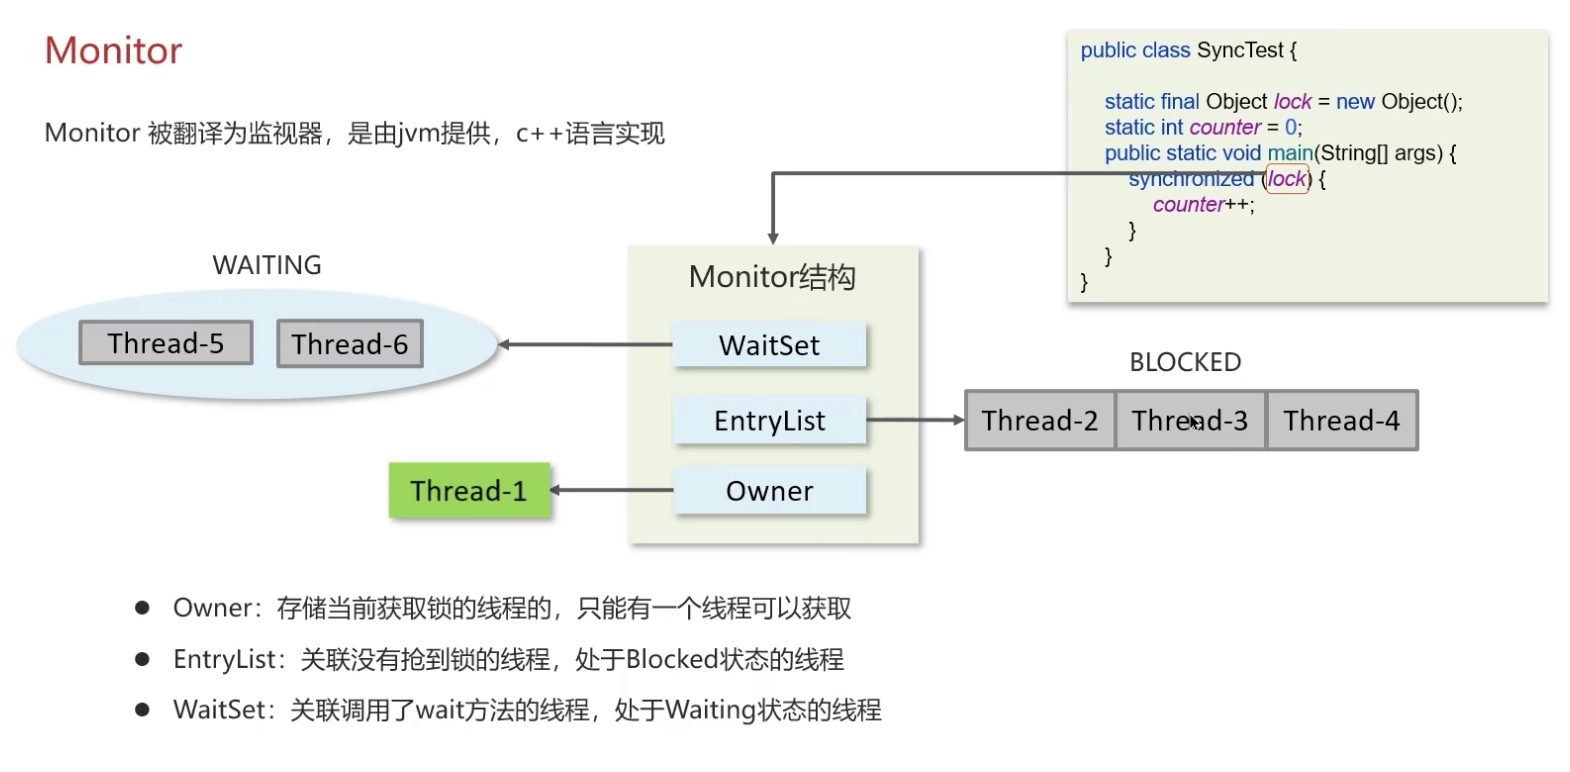 Monitor
Monitor 被翻译为监视器，是由jvm提供，c++语言实现
public class SyncTest {
static final Object lock = new Object();
static int counter = 0;
public static void main(String[] args) {
synchronized (lock) {
counter++;
}
}
}
WAITING
Thread-5
Thread-6
Monitor结构
WaitSet
EntryList
Owner
BLOCKED
Thread-2
Thread-3
Thread-4
Thread-1
● Owner：存储当前获取锁的线程的，只能有一个线程可以获取
● EntryList：关联没有抢到锁的线程，处于Blocked状态的线程
● WaitSet：关联调用了wait方法的线程，处于Waiting状态的线程